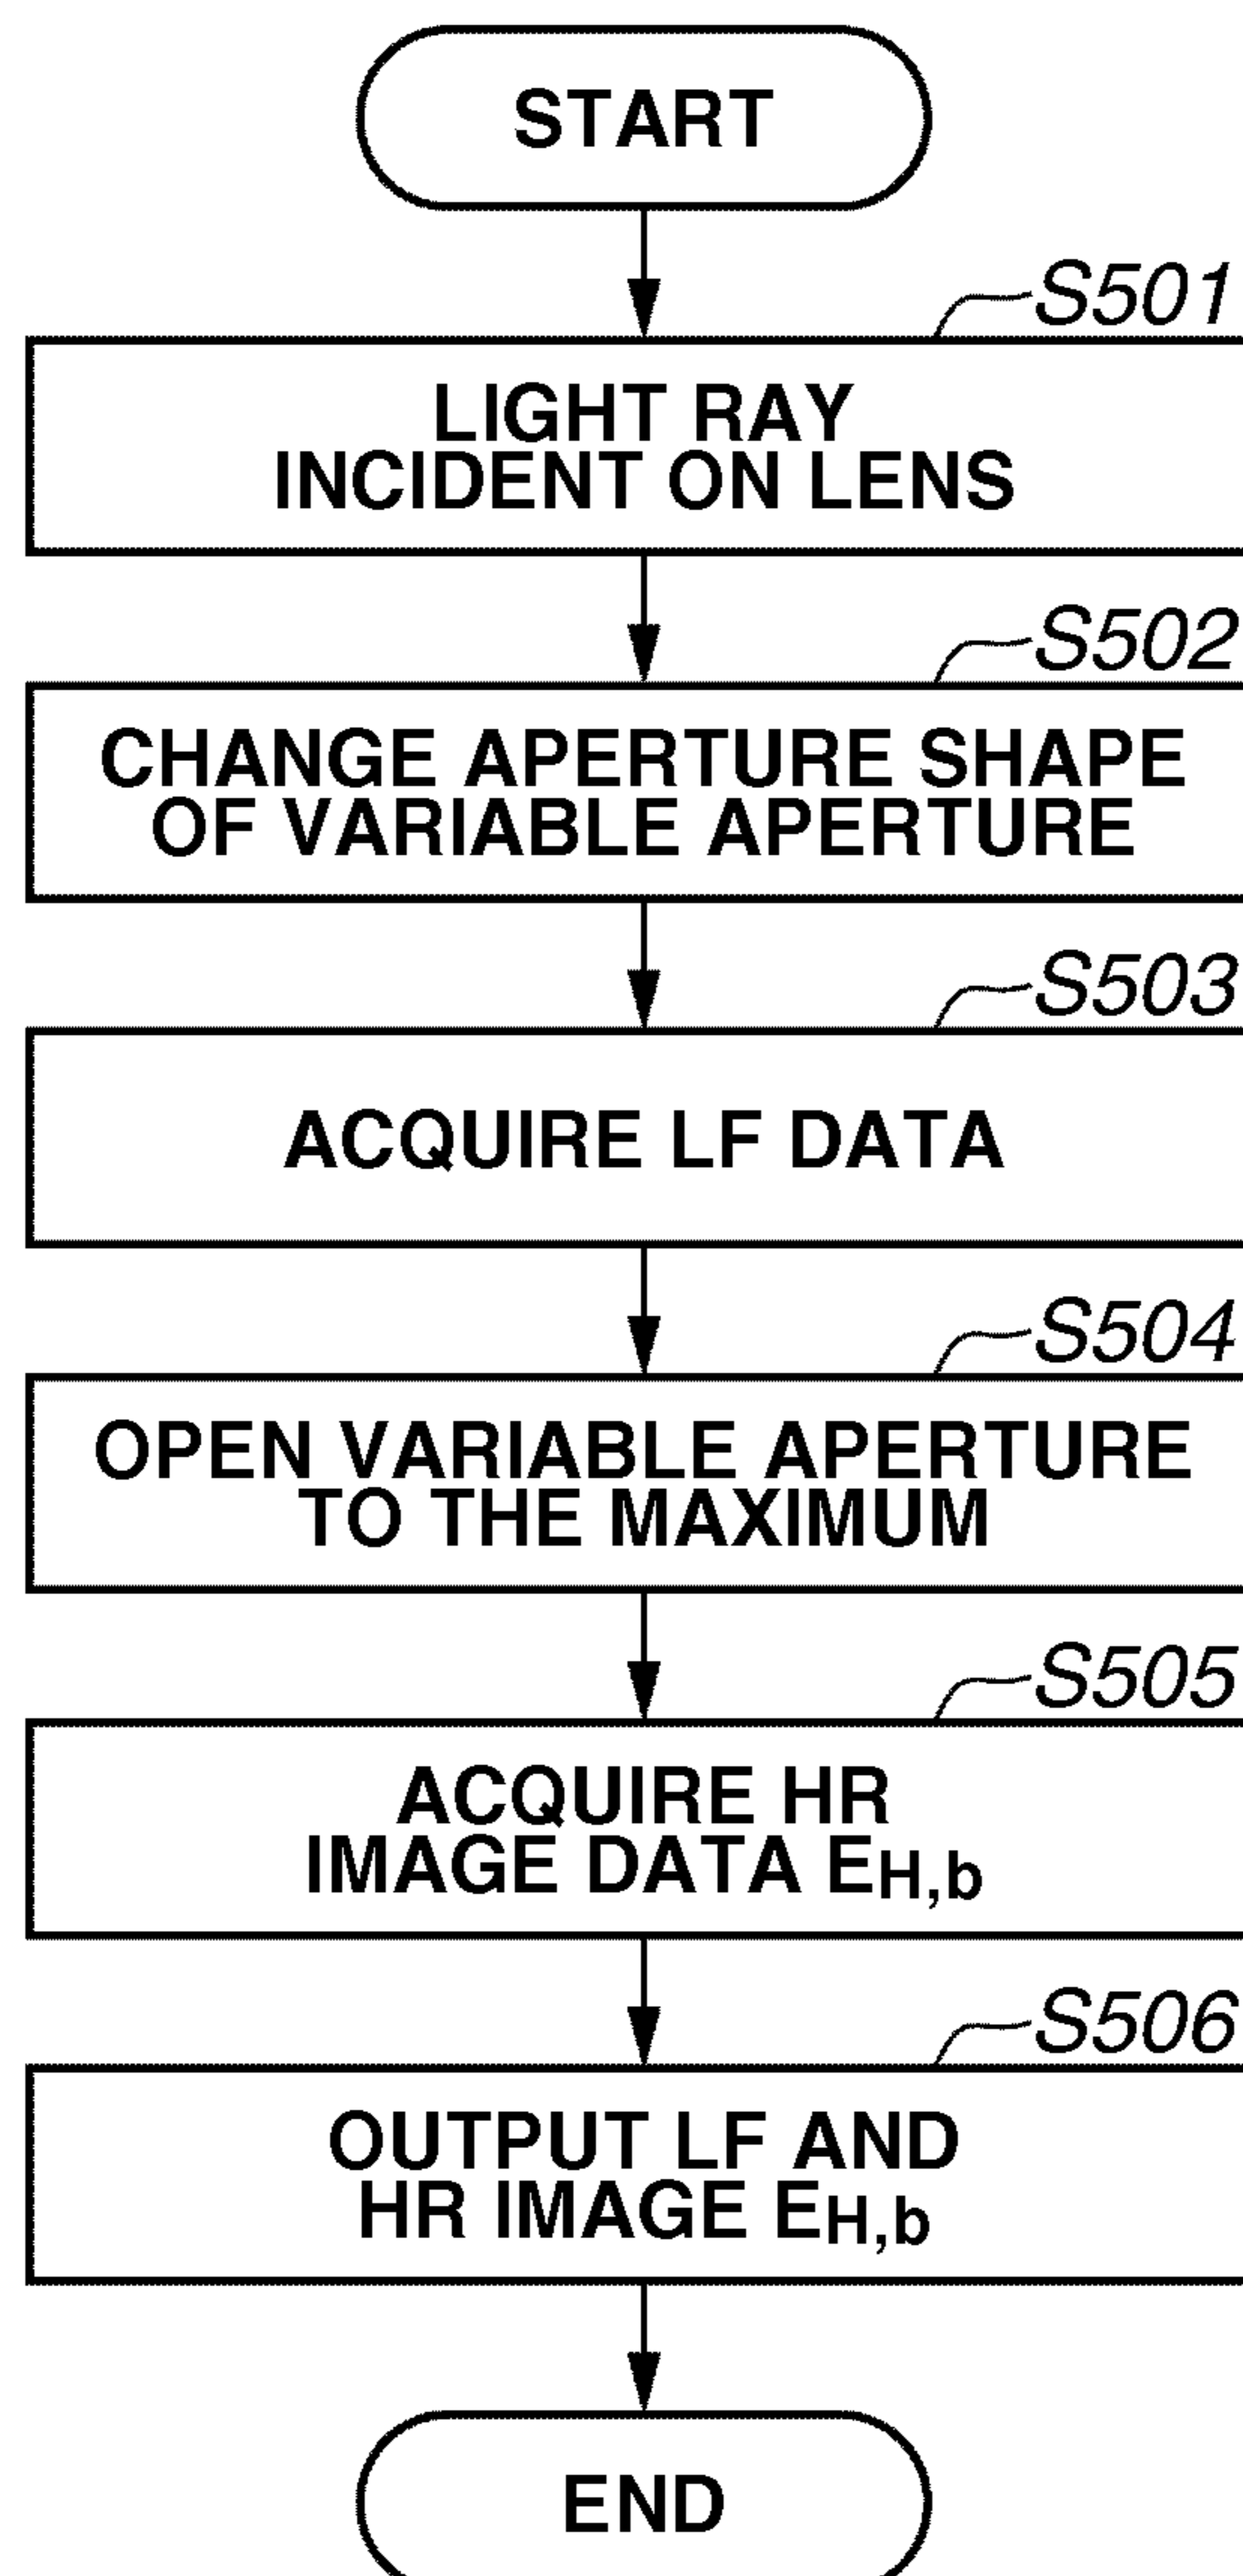 START
S501
LIGHT RAY
INCIDENT ON LENS
S502
CHANGE APERTURE SHAPE
OF VARIABLE APERTURE
S503
ACQUIRE LF DATA
S504
OPEN VARIABLE APERTURE
TO THE MAXIMUM
S505
ACQUIRE HR
IMAGE DATA EH,b
S506
OUTPUT LF AND
HR IMAGE EH,b
END